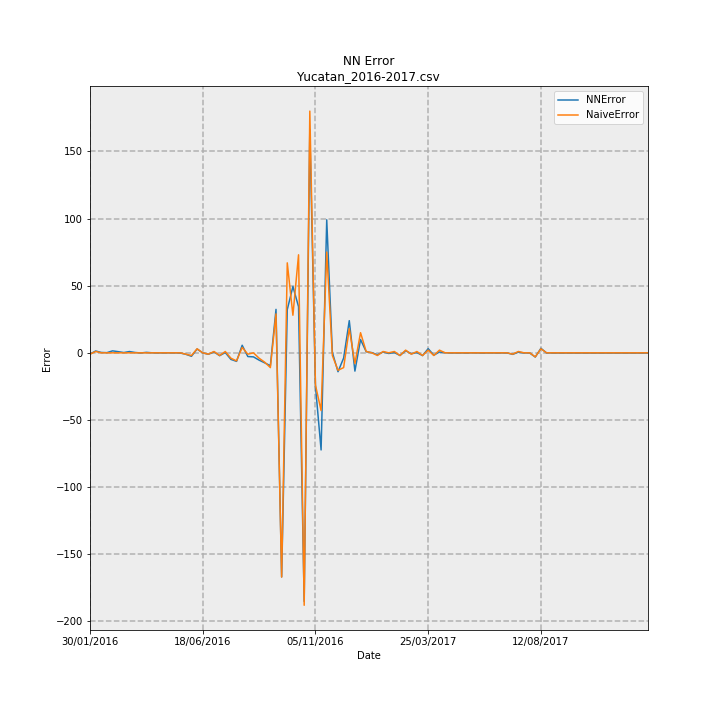 NN Error
Yucatan_2016-2017.csv
NNError
NaiveError
150
100
50
0
−50
−100
−150
−200
Error
30/01/2016 18/06/2016 05/11/2016 25/03/2017 12/08/2017
Date